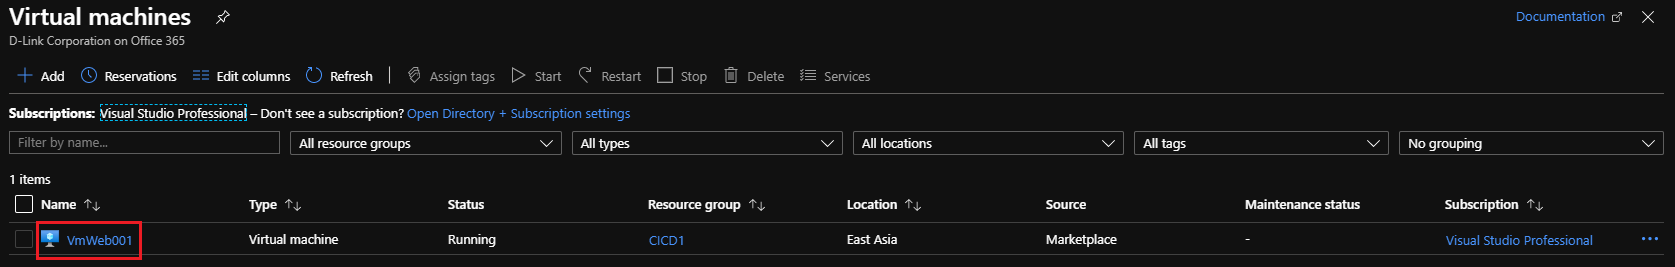 Virtual machines
Documentation
D-Link Corporation on Office 365
Add Reservations Edit columns Refresh Assign tags Start Restart Stop Delete Services
Subscriptions: Visual Studio Professional – Don't see a subscription? Open Directory + Subscription settings
Filter by name... All resource groups All types All locations All tags No grouping
1 items
Name Type Status Resource group Location Source Maintenance status Subscription
VmWeb001 Virtual machine Running CICD1 East Asia Marketplace - Visual Studio Professional ...